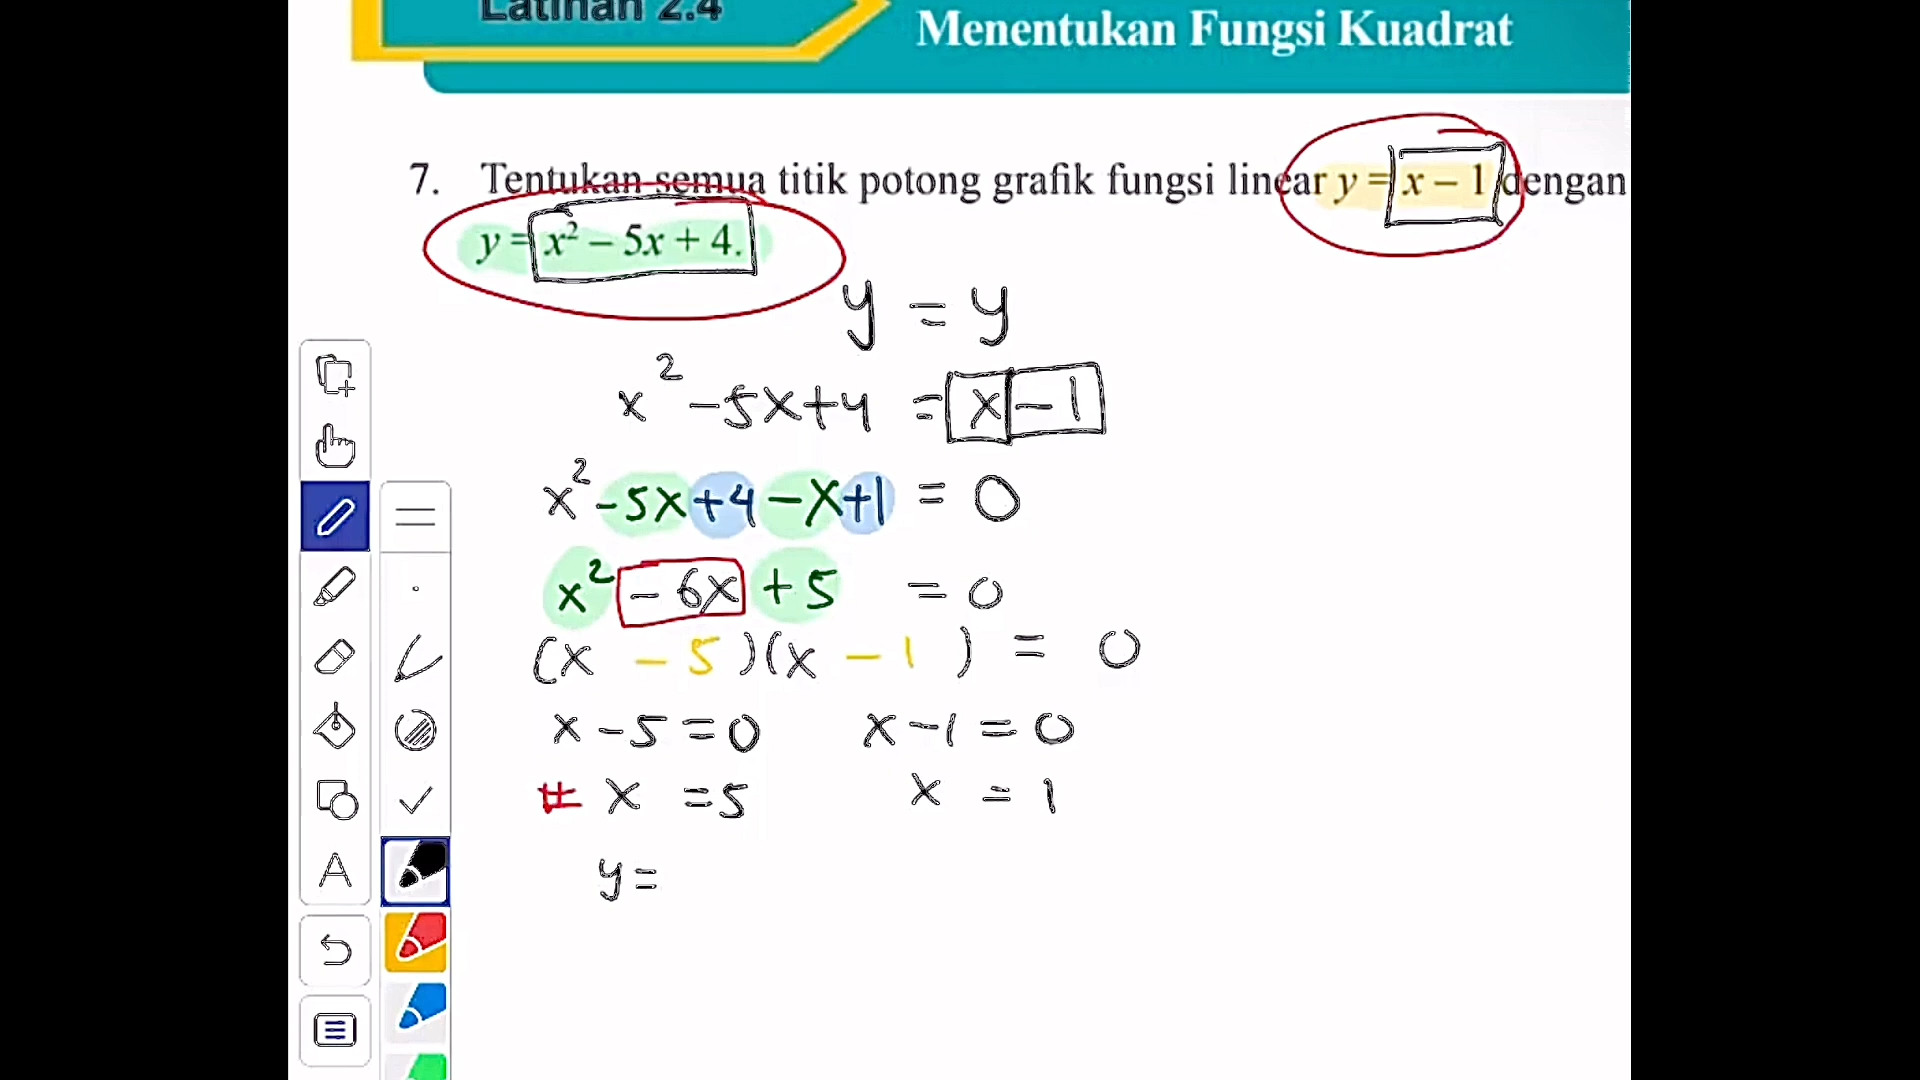 Latihan 2.4
Menentukan Fungsi Kuadrat
7. Tentukan semua titik potong grafik fungsi linear y = x – 1 dengan
y = x² – 5x + 4.
y = y
x² -5x+4 = x-1
x² -5x+4-x+1 = 0
x² -6x +5 = 0
(x - 5)(x - 1) = 0
x -5 =0 x -1 = 0
# x =5 x = 1
y =
A